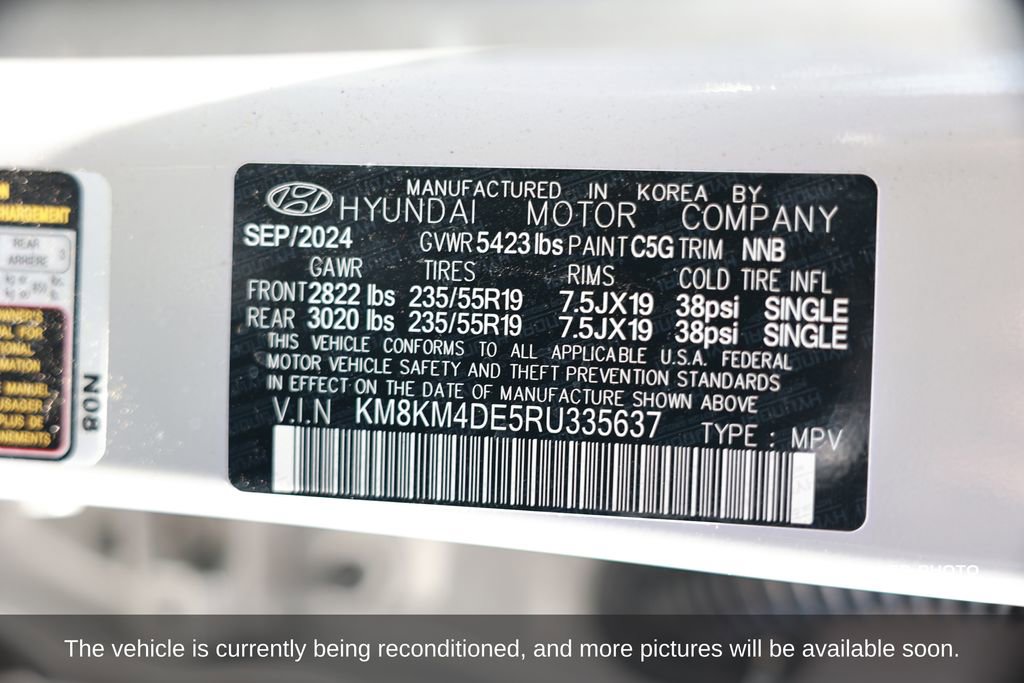 MANUFACTURED IN KOREA BY
HYUNDAI MOTOR COMPANY
SEP/2024 GVWR 5423 lbs PAINT C5G TRIM NNB
GAWR TIRES RIMS COLD TIRE INFL
FRONT 2822 lbs 235/55R19 7.5JX19 38psi SINGLE
REAR 3020 lbs 235/55R19 7.5JX19 38psi SINGLE
THIS VEHICLE CONFORMS TO ALL APPLICABLE U.S.A. FEDERAL
MOTOR VEHICLE SAFETY AND THEFT PREVENTION STANDARDS
IN EFFECT ON THE DATE OF MANUFACTURE SHOWN ABOVE
V.I.N KM8KM4DE5RU335637 TYPE : MPV
REAR
ARRIERE 3
N08
The vehicle is currently being reconditioned, and more pictures will be available soon.